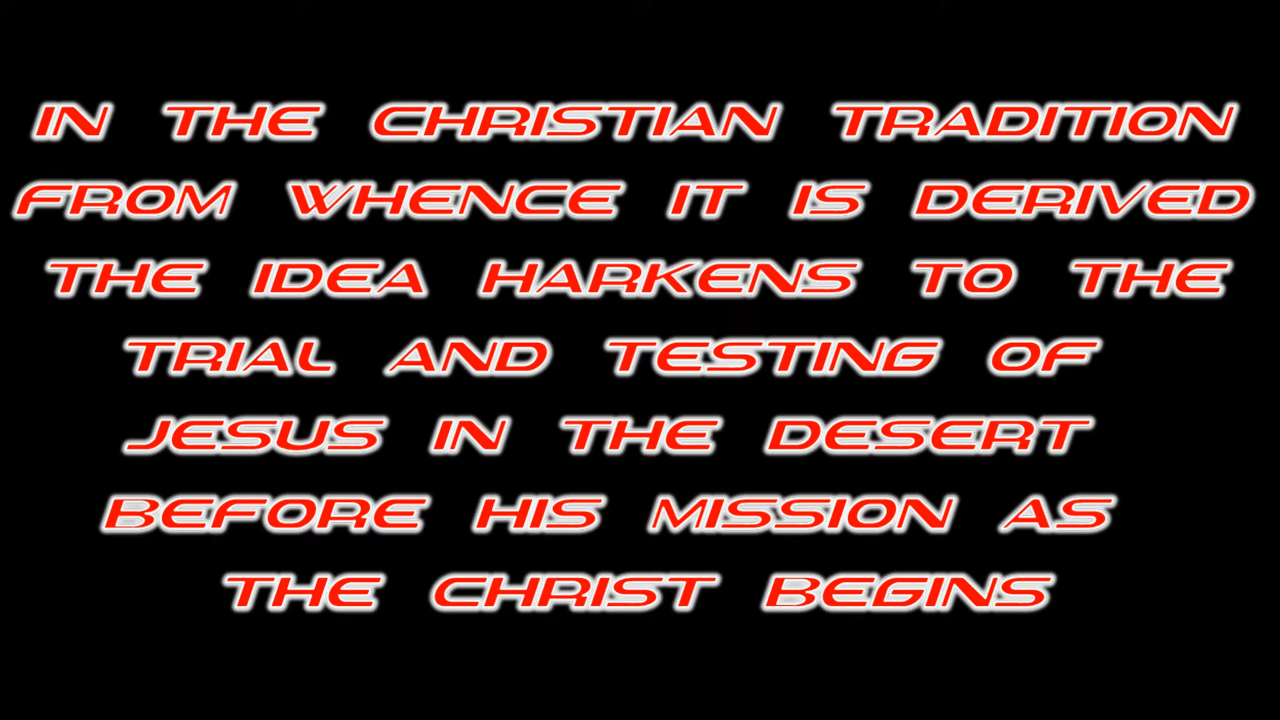 IN THE CHRISTIAN TRADITION
FROM WHENCE IT IS DERIVED
THE IDEA HARKENS TO THE
TRIAL AND TESTING OF
JESUS IN THE DESERT
BEFORE HIS MISSION AS
THE CHRIST BEGINS